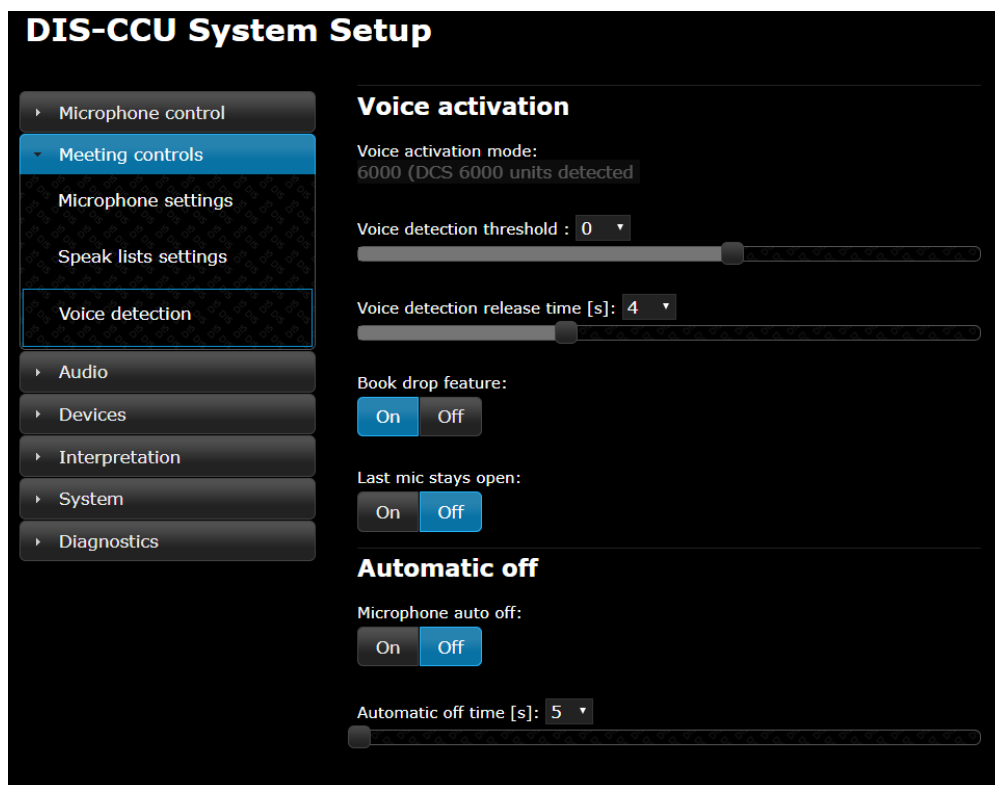 DIS-CCU System Setup
Microphone control
Meeting controls
Microphone settings
Speak lists settings
Voice detection
Audio
Devices
Interpretation
System
Diagnostics
Voice activation
Voice activation mode:
6000 (DCS 6000 units detected
Voice detection threshold : 0
Voice detection release time [s]: 4
Book drop feature:
On Off
Last mic stays open:
On Off
Automatic off
Microphone auto off:
On Off
Automatic off time [s]: 5